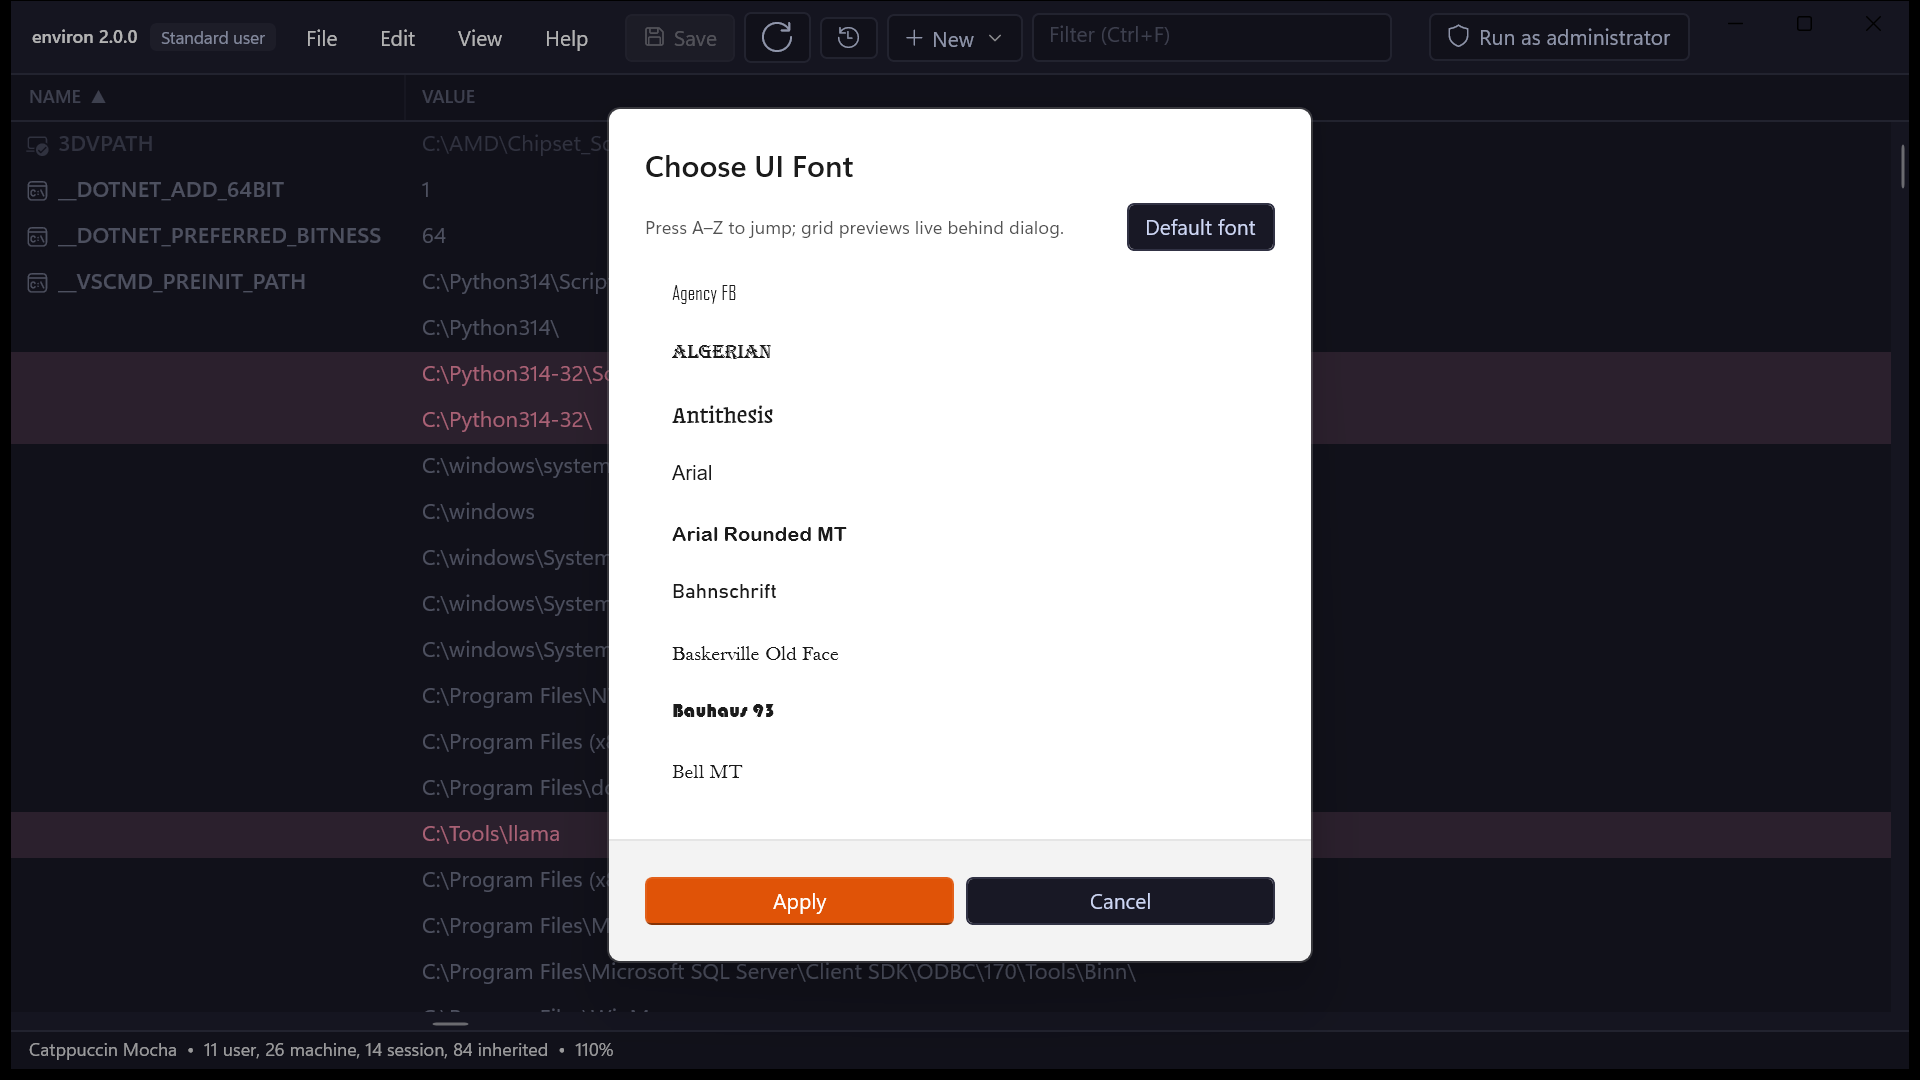 environ 2.0.0 Standard user File Edit View Help Save New Filter (Ctrl+F) Run as administrator
NAME VALUE
3DVPATH C:\AMD\Chipset_So
__DOTNET_ADD_64BIT 1
__DOTNET_PREFERRED_BITNESS 64
__VSCMD_PREINIT_PATH C:\Python314\Scrip
C:\Python314\
C:\Python314-32\Sc
C:\Python314-32\
C:\windows\system
C:\windows
C:\windows\System
C:\windows\System
C:\windows\System
C:\Program Files\N
C:\Program Files (x8
C:\Program Files\do
C:\Tools\llama
C:\Program Files (x8
C:\Program Files\M
C:\Program Files\Microsoft SQL Server\Client SDK\ODBC\170\Tools\Binn\
Choose UI Font
Press A–Z to jump; grid previews live behind dialog.
Default font
Agency FB
ALGERIAN
Antithesis
Arial
Arial Rounded MT
Bahnschrift
Baskerville Old Face
Bauhaus 93
Bell MT
Apply Cancel
Catppuccin Mocha • 11 user, 26 machine, 14 session, 84 inherited • 110%